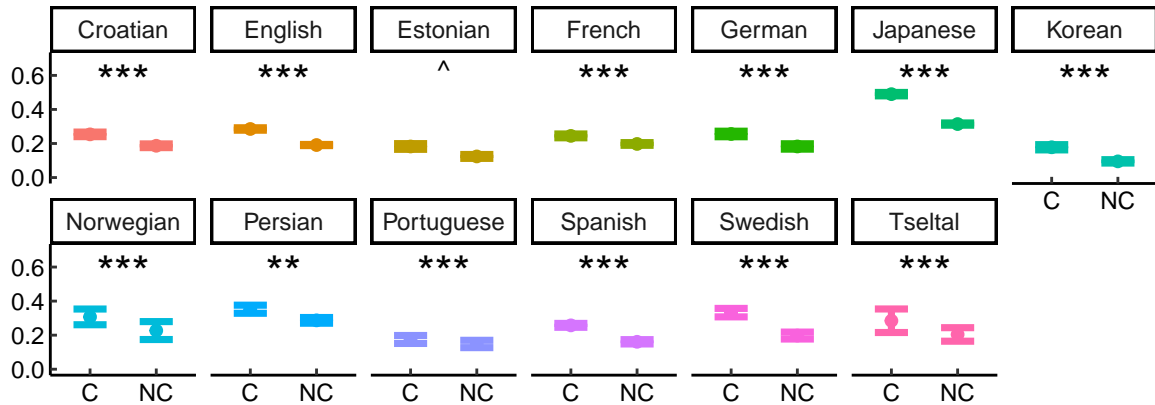 Croatian English Estonian French German Japanese Korean
0.6 *** *** ^ *** *** *** ***
0.4
0.2
0.0
C NC
Norwegian Persian Portuguese Spanish Swedish Tseltal
0.6 *** ** *** *** *** ***
0.4
0.2
0.0
C NC C NC C NC C NC C NC C NC